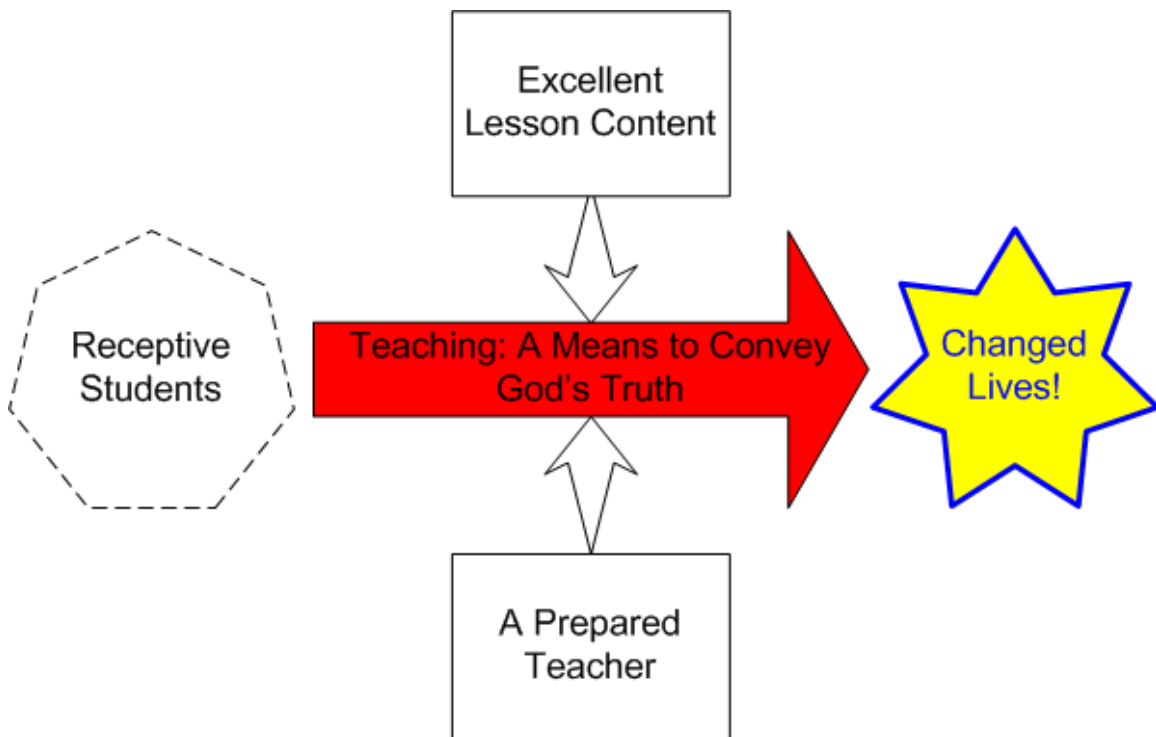 Excellent
Lesson Content
Receptive
Students
Teaching: A Means to Convey
God's Truth
Changed
Lives!
A Prepared
Teacher